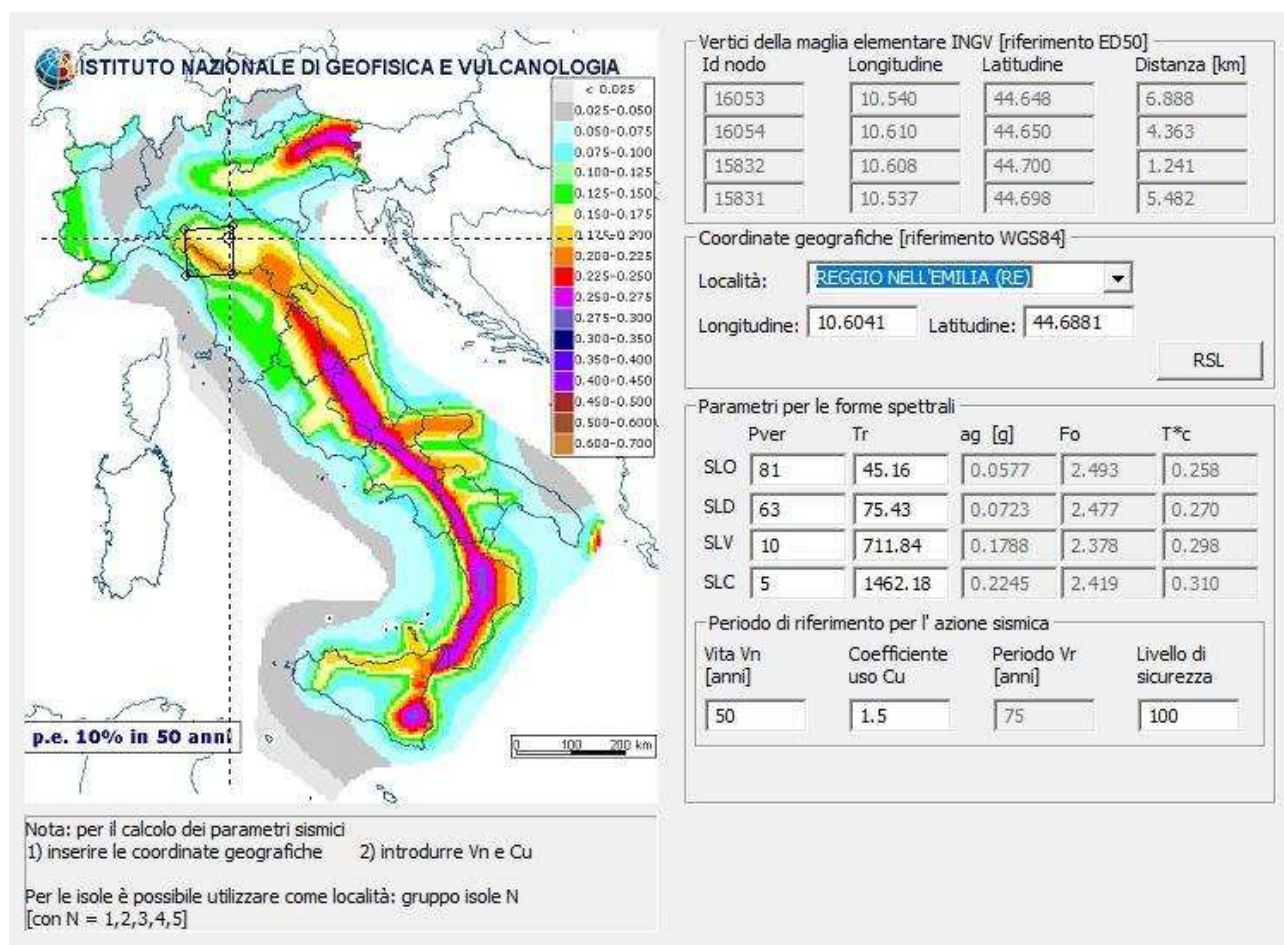 ISTITUTO NAZIONALE DI GEOFISICA E VULCANOLOGIA
< 0.025
0.025-0.050
0.050-0.075
0.075-0.100
0.100-0.125
0.125-0.150
0.150-0.175
0.175-0.200
0.200-0.225
0.225-0.250
0.250-0.275
0.275-0.300
0.300-0.350
0.350-0.400
0.400-0.450
0.450-0.500
0.500-0.600
0.600-0.700
p.e. 10% in 50 anni
0 100 200 km
Nota: per il calcolo dei parametri sismici
1) inserire le coordinate geografiche 2) introdurre Vn e Cu
Per le isole è possibile utilizzare come località: gruppo isole N
[con N = 1,2,3,4,5]
Vertici della maglia elementare INGV [riferimento ED50]
Id nodo Longitudine Latitudine Distanza [km]
16053 10.540 44.648 6.888
16054 10.610 44.650 4.363
15832 10.608 44.700 1.241
15831 10.537 44.698 5.482
Coordinate geografiche [riferimento WGS84]
Località: REGGIO NELL'EMILIA (RE)
Longitudine: 10.6041 Latitudine: 44.6881
RSL
Parametri per le forme spettrali
Pver Tr ag [g] Fo T*c
SLO 81 45.16 0.0577 2.493 0.258
SLD 63 75.43 0.0723 2.477 0.270
SLV 10 711.84 0.1788 2.378 0.298
SLC 5 1462.18 0.2245 2.419 0.310
Periodo di riferimento per l' azione sismica
Vita Vn Coefficiente Periodo Vr Livello di
[anni] uso Cu [anni] sicurezza
50 1.5 75 100